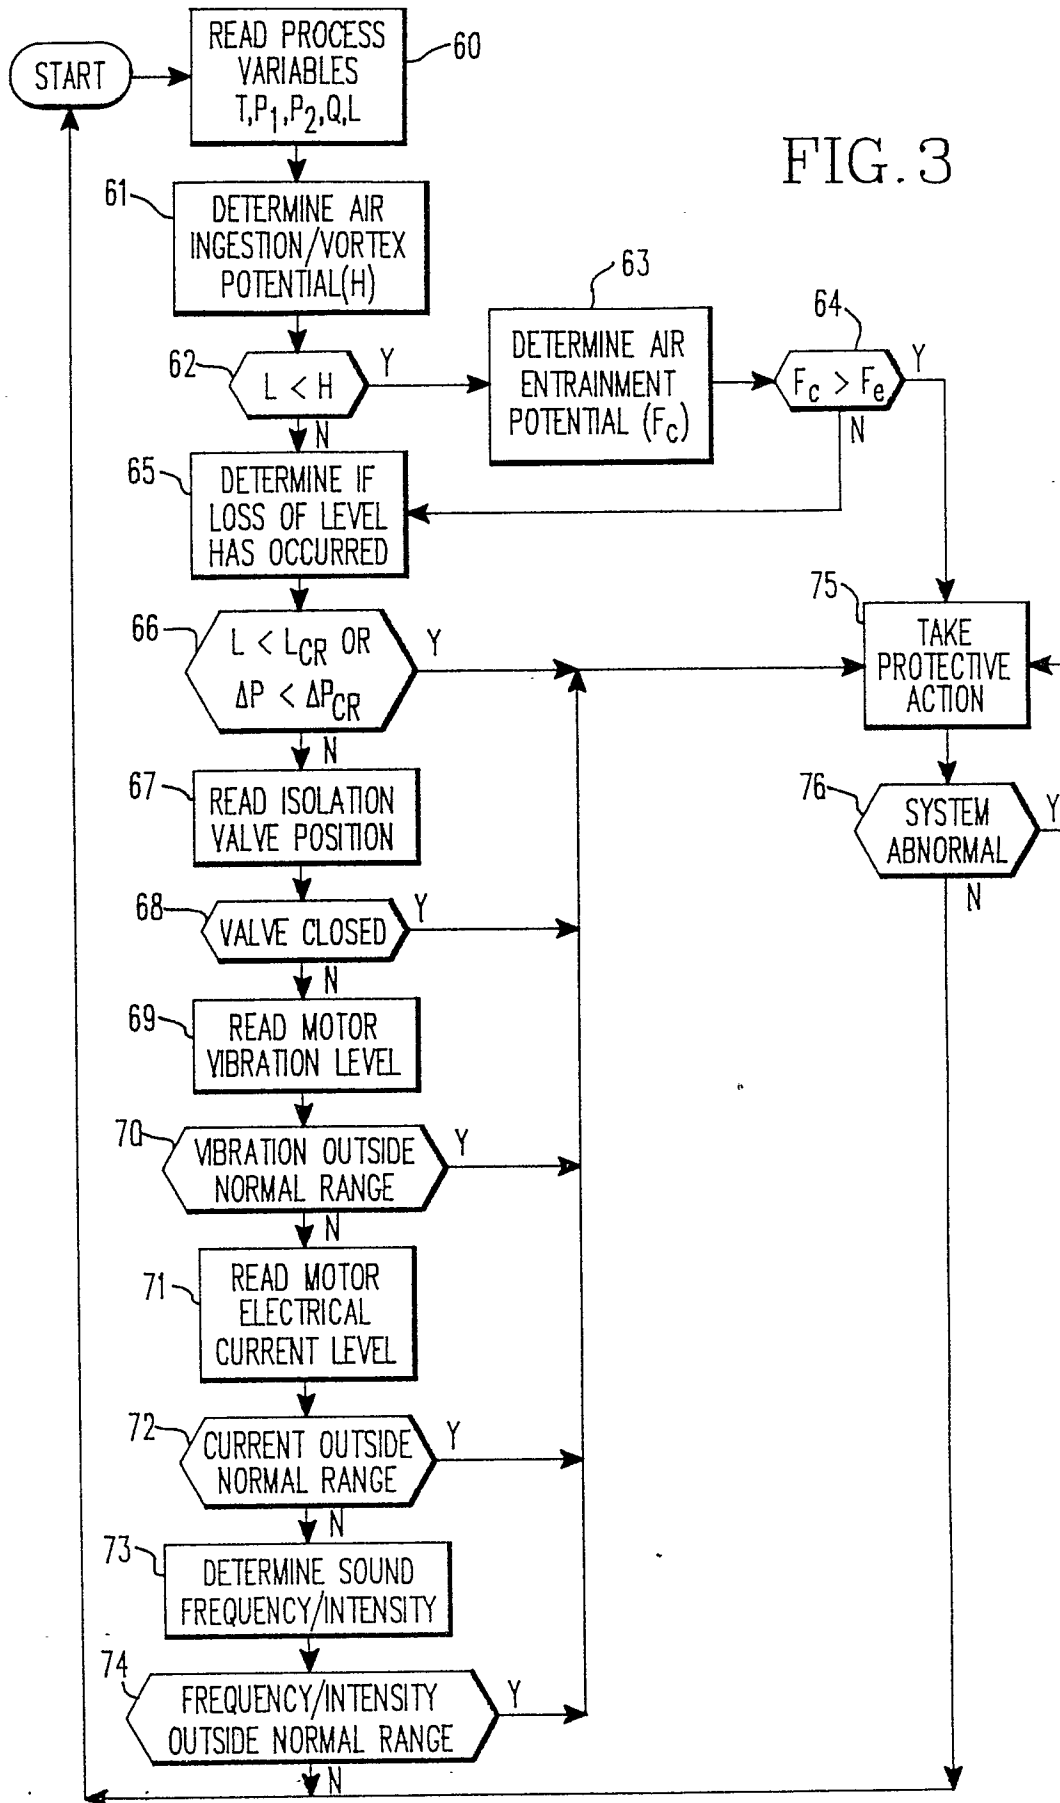 START
READ PROCESS
VARIABLES
T,P1,P2,Q,L
60
FIG. 3
61
DETERMINE AIR
INGESTION/VORTEX
POTENTIAL(H)
62
L < H
Y
N
63
DETERMINE AIR
ENTRAINMENT
POTENTIAL (Fc)
64
Fc > Fe
Y
N
65
DETERMINE IF
LOSS OF LEVEL
HAS OCCURRED
66
L < LCR OR
ΔP < ΔPCR
Y
N
75
TAKE
PROTECTIVE
ACTION
76
SYSTEM
ABNORMAL
Y
N
67
READ ISOLATION
VALVE POSITION
68
VALVE CLOSED
Y
N
69
READ MOTOR
VIBRATION LEVEL
70
VIBRATION OUTSIDE
NORMAL RANGE
Y
N
71
READ MOTOR
ELECTRICAL
CURRENT LEVEL
72
CURRENT OUTSIDE
NORMAL RANGE
Y
N
73
DETERMINE SOUND
FREQUENCY/INTENSITY
74
FREQUENCY/INTENSITY
OUTSIDE NORMAL RANGE
Y
N